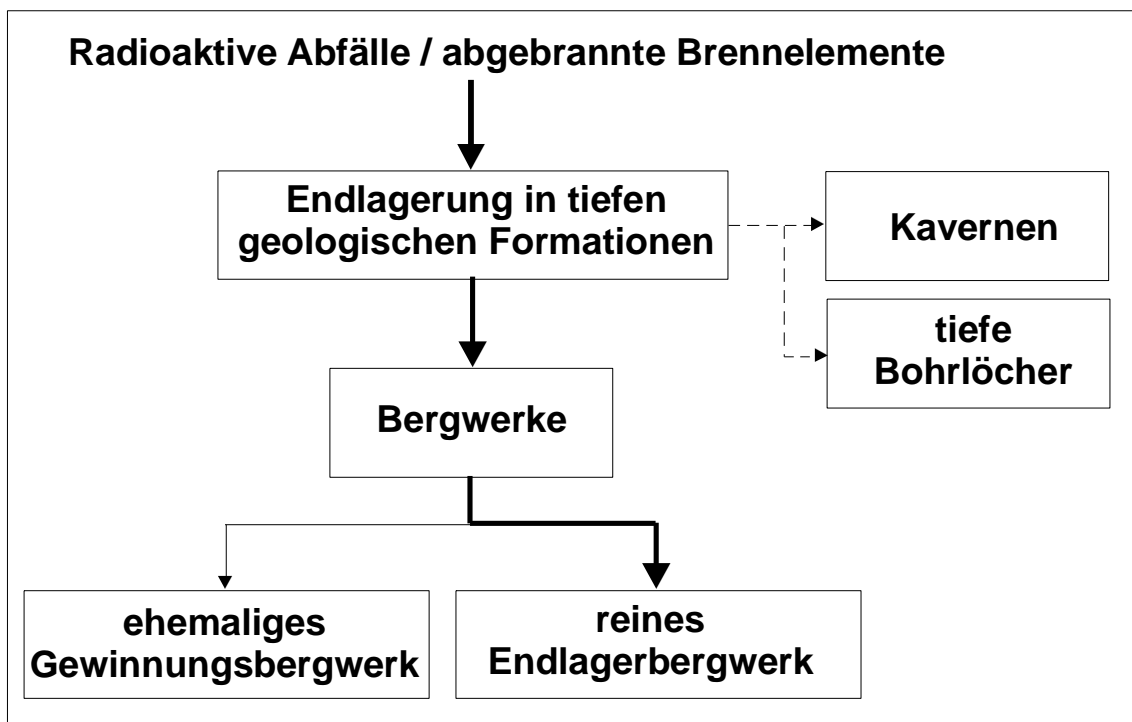 Radioaktive Abfälle / abgebrannte Brennelemente
Endlagerung in tiefen
geologischen Formationen
Kavernen
tiefe
Bohrlöcher
Bergwerke
ehemaliges
Gewinnungsbergwerk
reines
Endlagerbergwerk